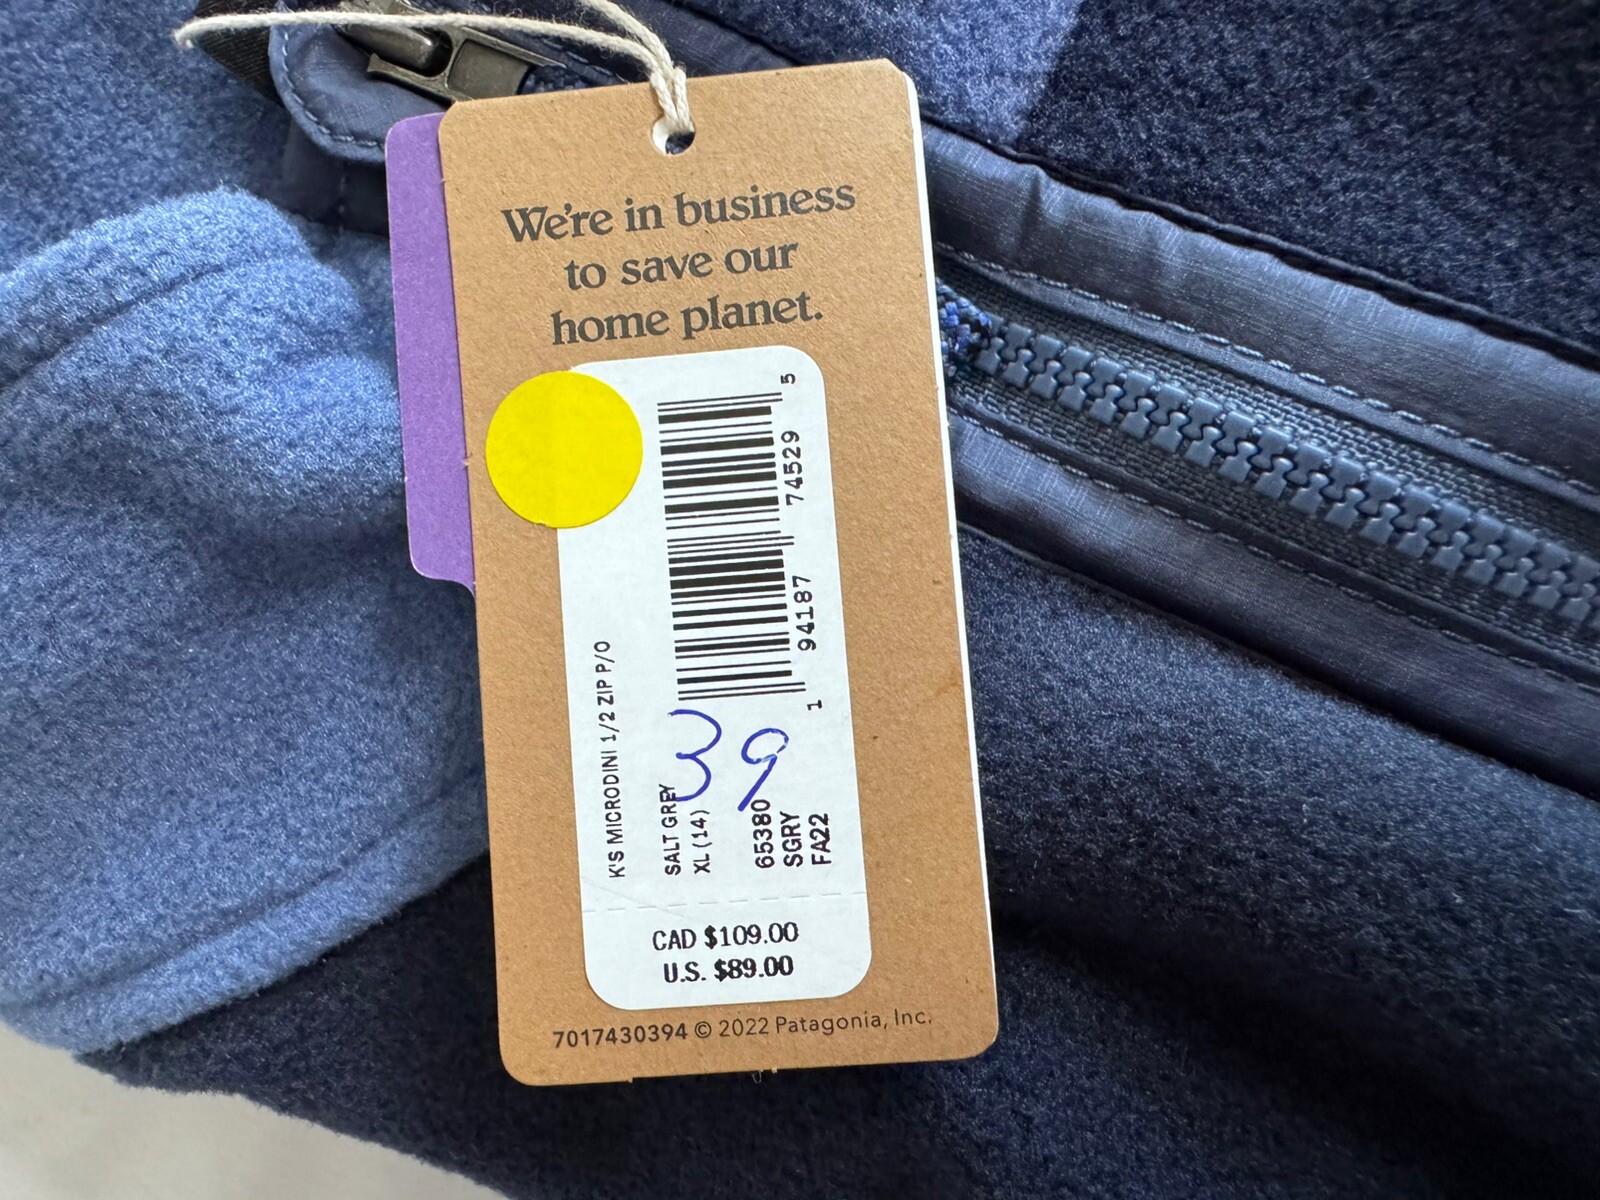 We're in business
to save our
home planet.
1 94187 74529 5
K'S MICRODINI 1/2 ZIP P/O
SALT GREY
XL (14)
39
65380
SGRY
FA22
CAD $109.00
U.S. $89.00
7017430394 © 2022 Patagonia, Inc.